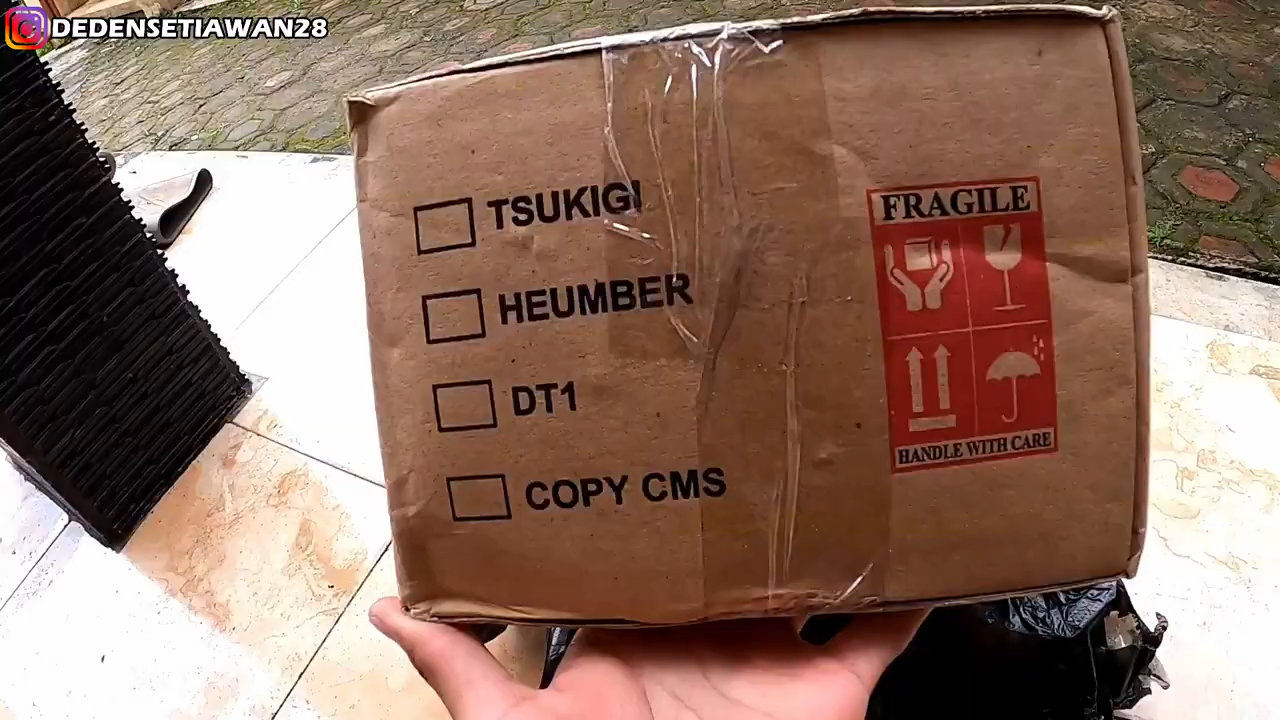 DEDENSETIAWAN28
TSUKIGI
HEUMBER
DT1
COPY CMS
FRAGILE
HANDLE WITH CARE